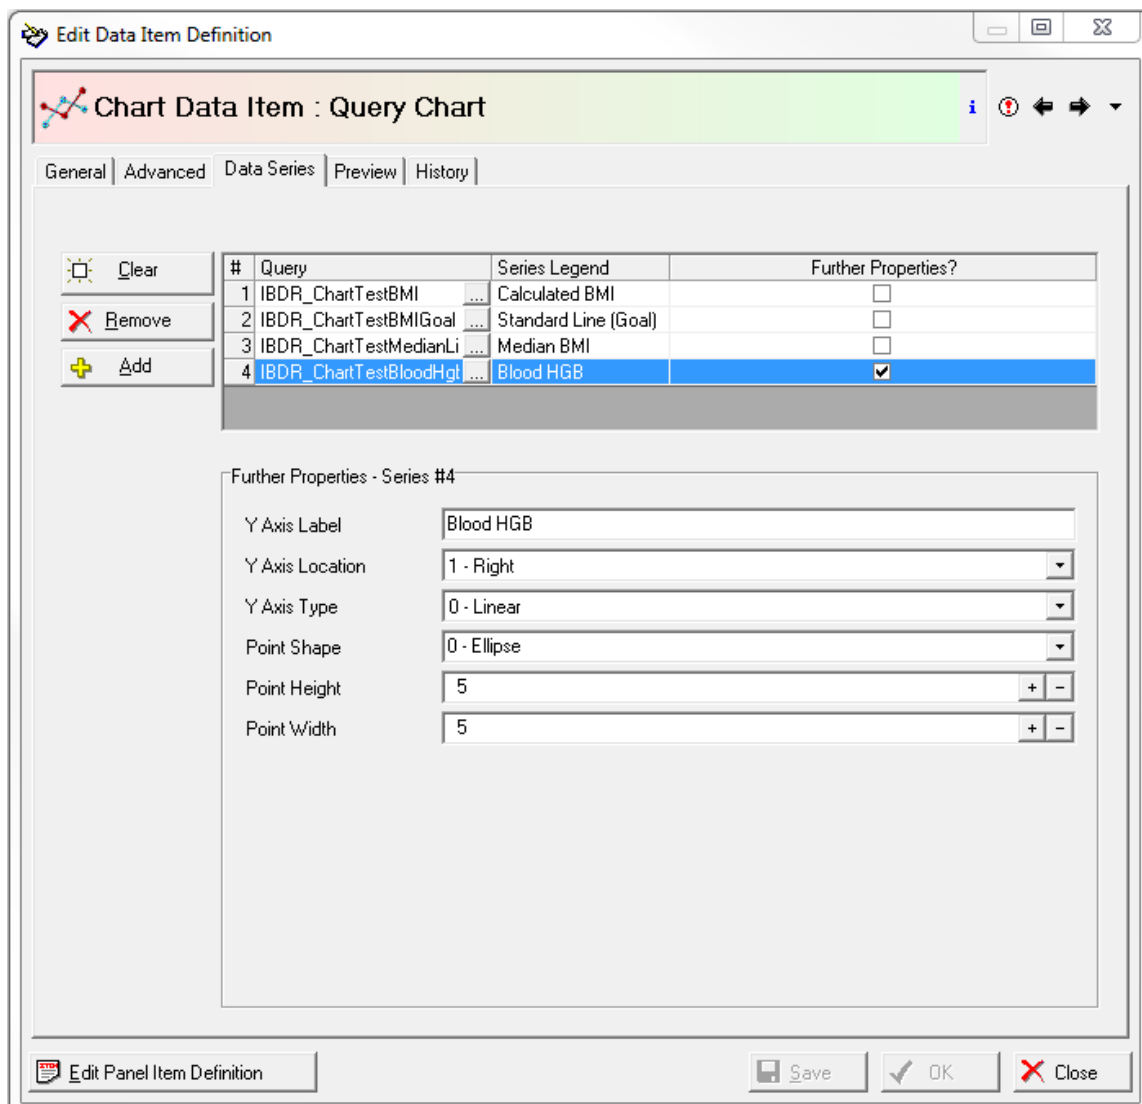 Edit Data Item Definition
Chart Data Item : Query Chart
i
General Advanced Data Series Preview History
Clear
Remove
Add
# Query Series Legend Further Properties?
1 IBDR_ChartTestBMI ... Calculated BMI
2 IBDR_ChartTestBMIGoal ... Standard Line (Goal)
3 IBDR_ChartTestMedianLi ... Median BMI
4 IBDR_ChartTestBloodHgb ... Blood HGB
Further Properties - Series #4
Y Axis Label Blood HGB
Y Axis Location 1 - Right
Y Axis Type 0 - Linear
Point Shape 0 - Ellipse
Point Height 5 + -
Point Width 5 + -
Edit Panel Item Definition Save OK Close